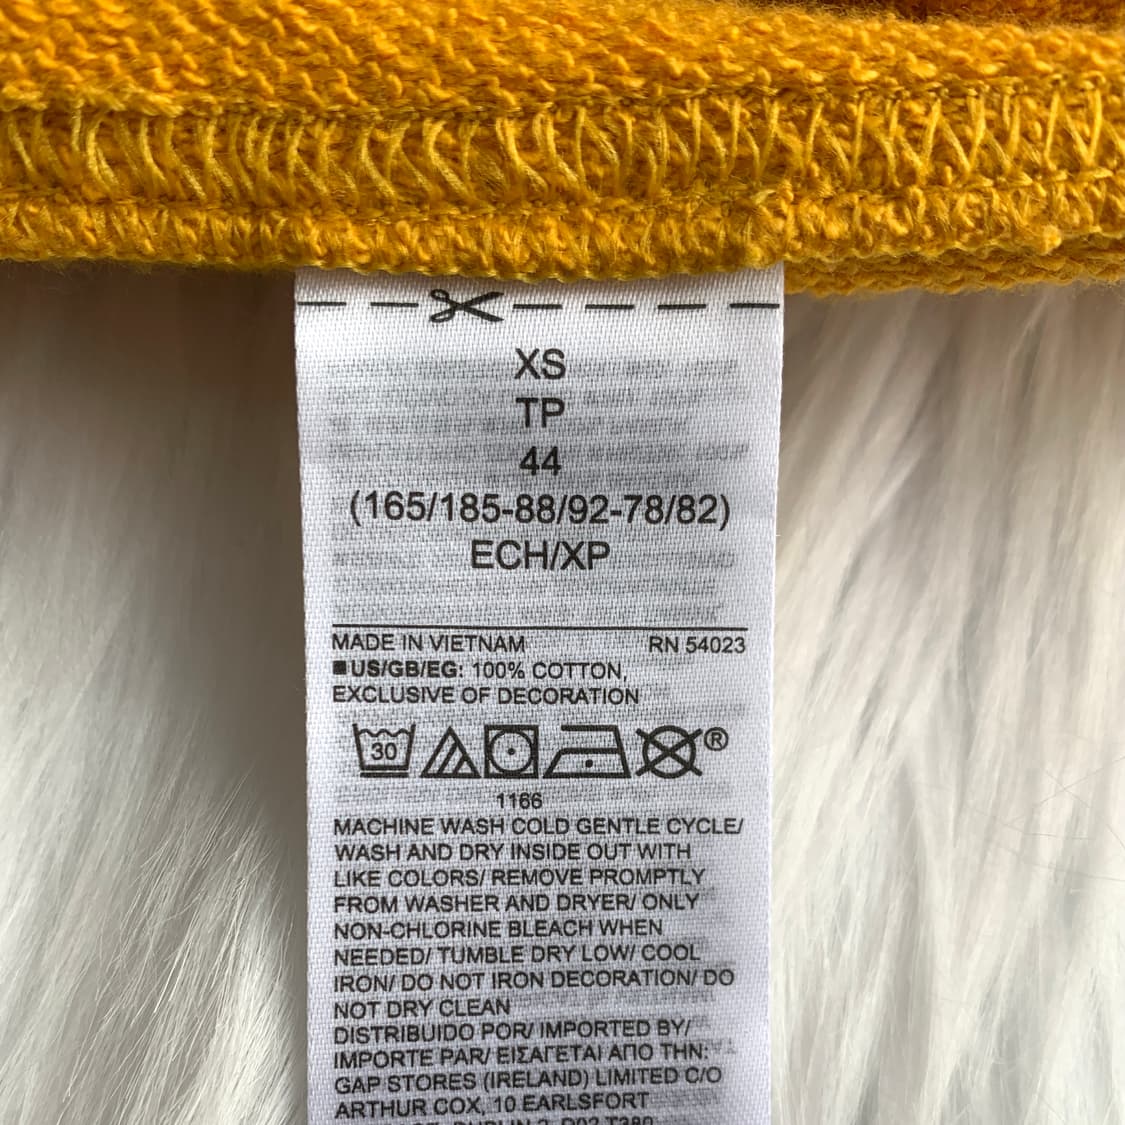 XS
TP
44
(165/185-88/92-78/82)
ECH/XP
MADE IN VIETNAM RN 54023
■US/GB/EG: 100% COTTON,
EXCLUSIVE OF DECORATION
30 ®
1166
MACHINE WASH COLD GENTLE CYCLE/
WASH AND DRY INSIDE OUT WITH
LIKE COLORS/ REMOVE PROMPTLY
FROM WASHER AND DRYER/ ONLY
NON-CHLORINE BLEACH WHEN
NEEDED/ TUMBLE DRY LOW/ COOL
IRON/ DO NOT IRON DECORATION/ DO
NOT DRY CLEAN
DISTRIBUIDO POR/ IMPORTED BY/
IMPORTE PAR/ ΕΙΣΑΓΕΤΑΙ ΑΠΟ ΤΗΝ:
GAP STORES (IRELAND) LIMITED C/O
ARTHUR COX, 10 EARLSFORT
DUBLIN 2, D02 T380